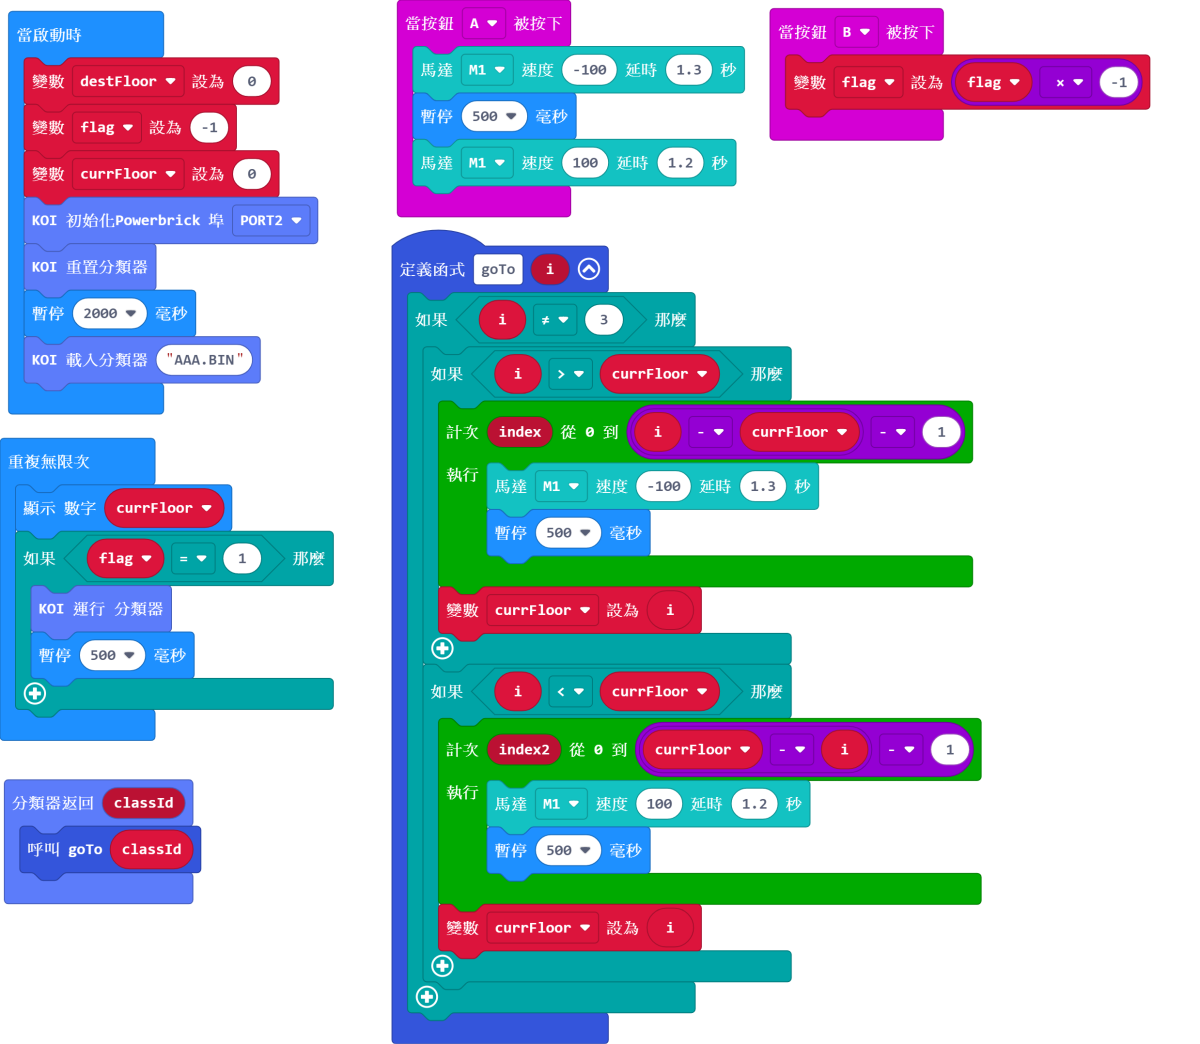 當啟動時
變數 destFloor 設為 0
變數 flag 設為 -1
變數 currFloor 設為 0
KOI 初始化Powerbrick 埠 PORT2
KOI 重置分類器
暫停 2000 毫秒
KOI 載入分類器 "AAA.BIN"
重複無限次
顯示 數字 currFloor
如果 flag = 1 那麼
KOI 運行 分類器
暫停 500 毫秒
分類器返回 classId
呼叫 goTo classId
當按鈕 A 被按下
馬達 M1 速度 -100 延時 1.3 秒
暫停 500 毫秒
馬達 M1 速度 100 延時 1.2 秒
當按鈕 B 被按下
變數 flag 設為 flag × -1
定義函式 goTo i
如果 i ≠ 3 那麼
如果 i > currFloor 那麼
計次 index 從 0 到 i - currFloor - 1
執行
馬達 M1 速度 -100 延時 1.3 秒
暫停 500 毫秒
變數 currFloor 設為 i
如果 i < currFloor 那麼
計次 index2 從 0 到 currFloor - i - 1
執行
馬達 M1 速度 100 延時 1.2 秒
暫停 500 毫秒
變數 currFloor 設為 i